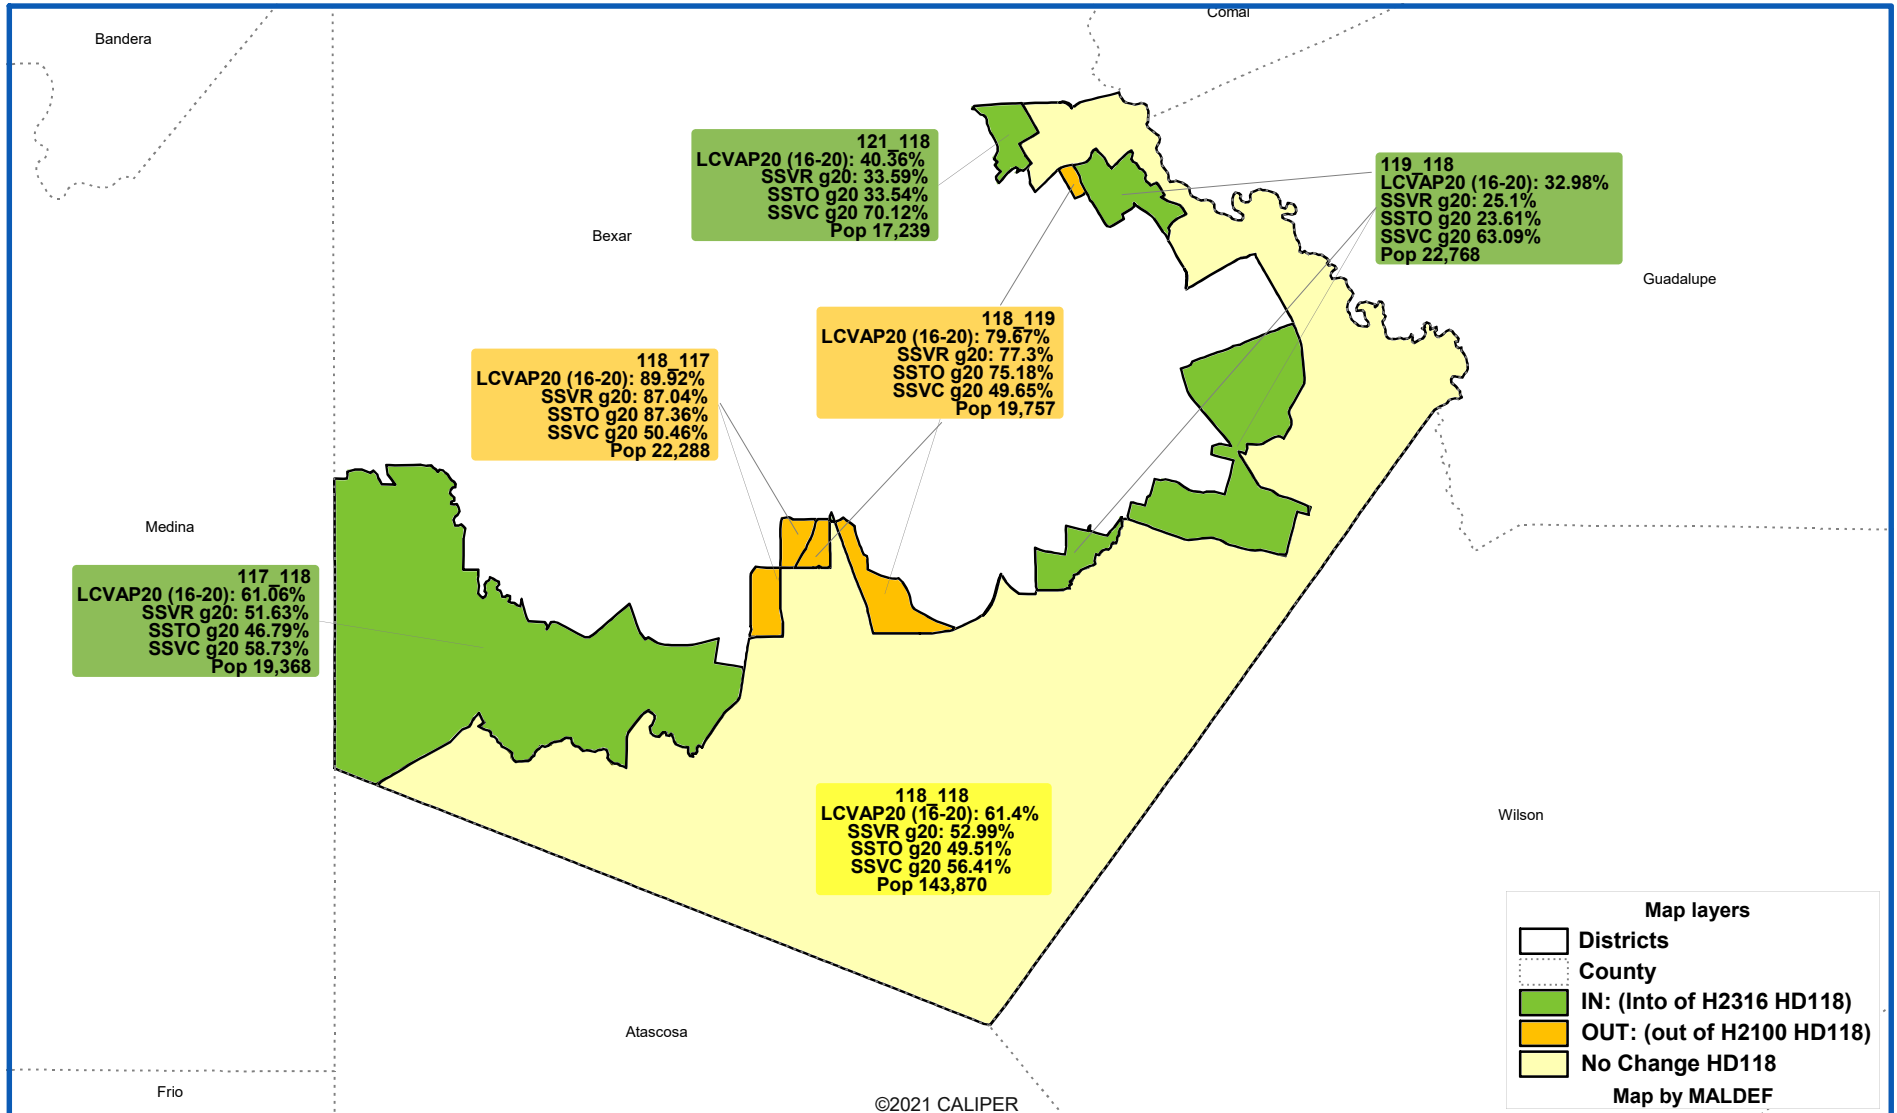 Comal
Bandera
121_118
LCVAP20 (16-20): 40.36%
SSVR g20: 33.59%
SSTO g20 33.54%
SSVC g20 70.12%
Pop 17,239
119_118
LCVAP20 (16-20): 32.98%
SSVR g20: 25.1%
SSTO g20 23.61%
SSVC g20 63.09%
Pop 22,768
Bexar
Guadalupe
118_119
LCVAP20 (16-20): 79.67%
SSVR g20: 77.3%
SSTO g20 75.18%
SSVC g20 49.65%
Pop 19,757
118_117
LCVAP20 (16-20): 89.92%
SSVR g20: 87.04%
SSTO g20 87.36%
SSVC g20 50.46%
Pop 22,288
Medina
117_118
LCVAP20 (16-20): 61.06%
SSVR g20: 51.63%
SSTO g20 46.79%
SSVC g20 58.73%
Pop 19,368
118_118
LCVAP20 (16-20): 61.4%
SSVR g20: 52.99%
SSTO g20 49.51%
SSVC g20 56.41%
Pop 143,870
Wilson
Atascosa
Frio
Map layers
Districts
County
IN: (Into of H2316 HD118)
OUT: (out of H2100 HD118)
No Change HD118
Map by MALDEF
©2021 CALIPER